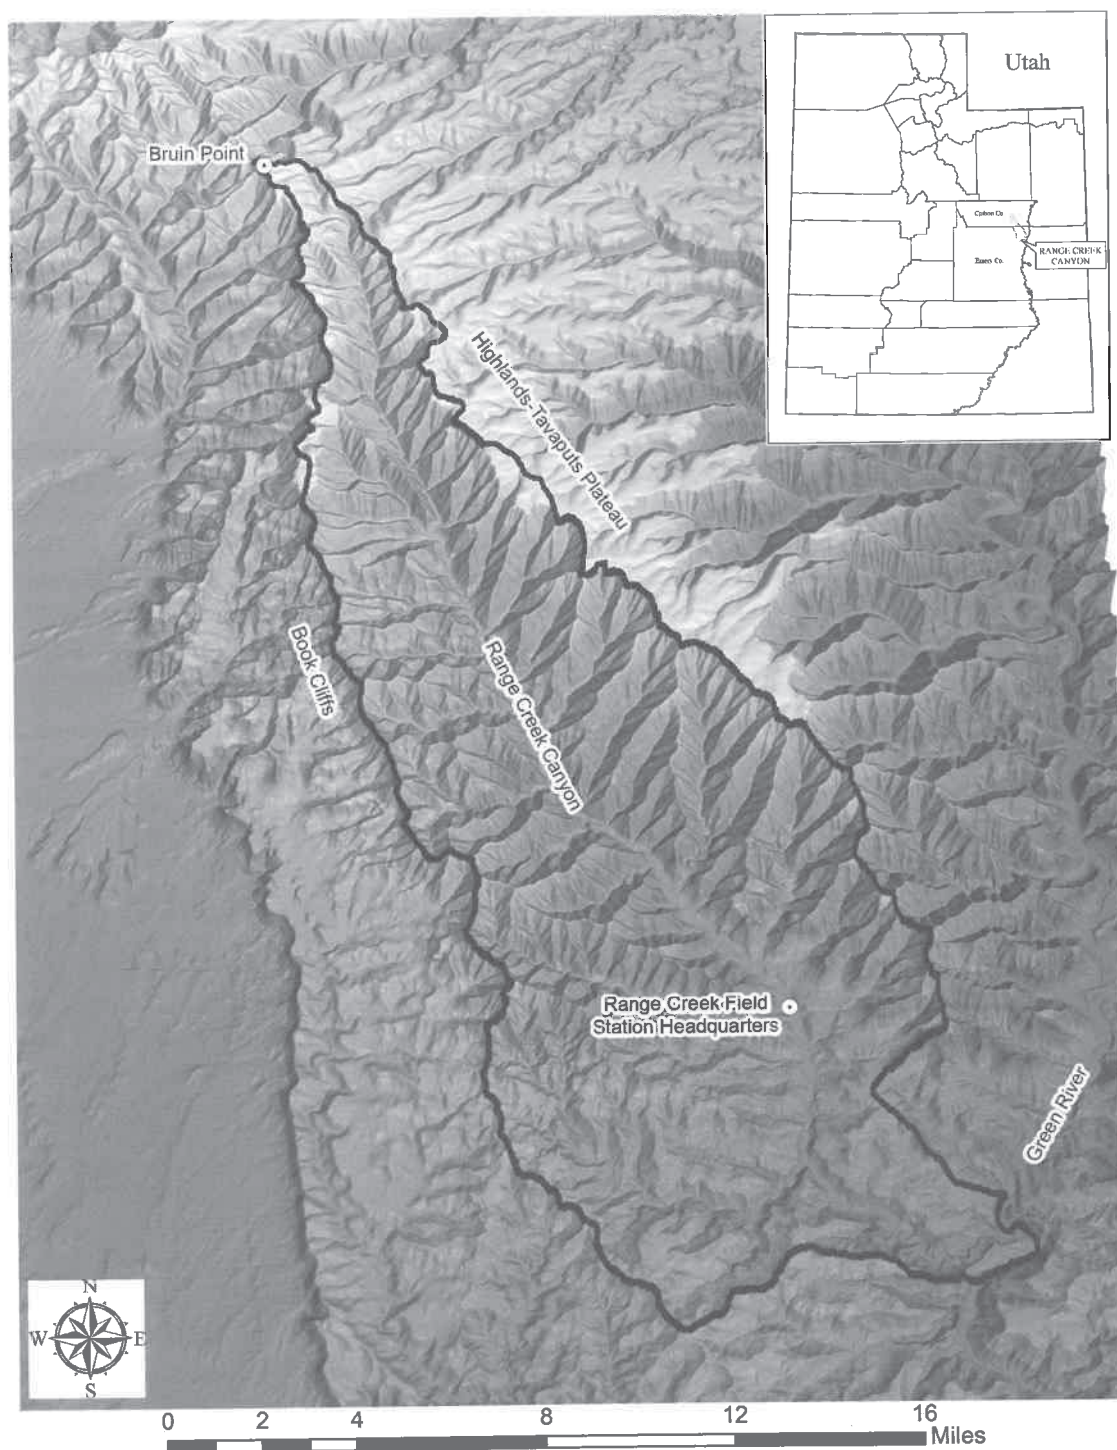 Utah
Carbon Co.
Emery Co.
RANGE CREEK
CANYON
Bruin Point
Highlands-Tavaputs Plateau
Book Cliffs
Range Creek Canyon
Range Creek Field
Station Headquarters
Green River
N
W
E
S
0
2
4
8
12
16
Miles